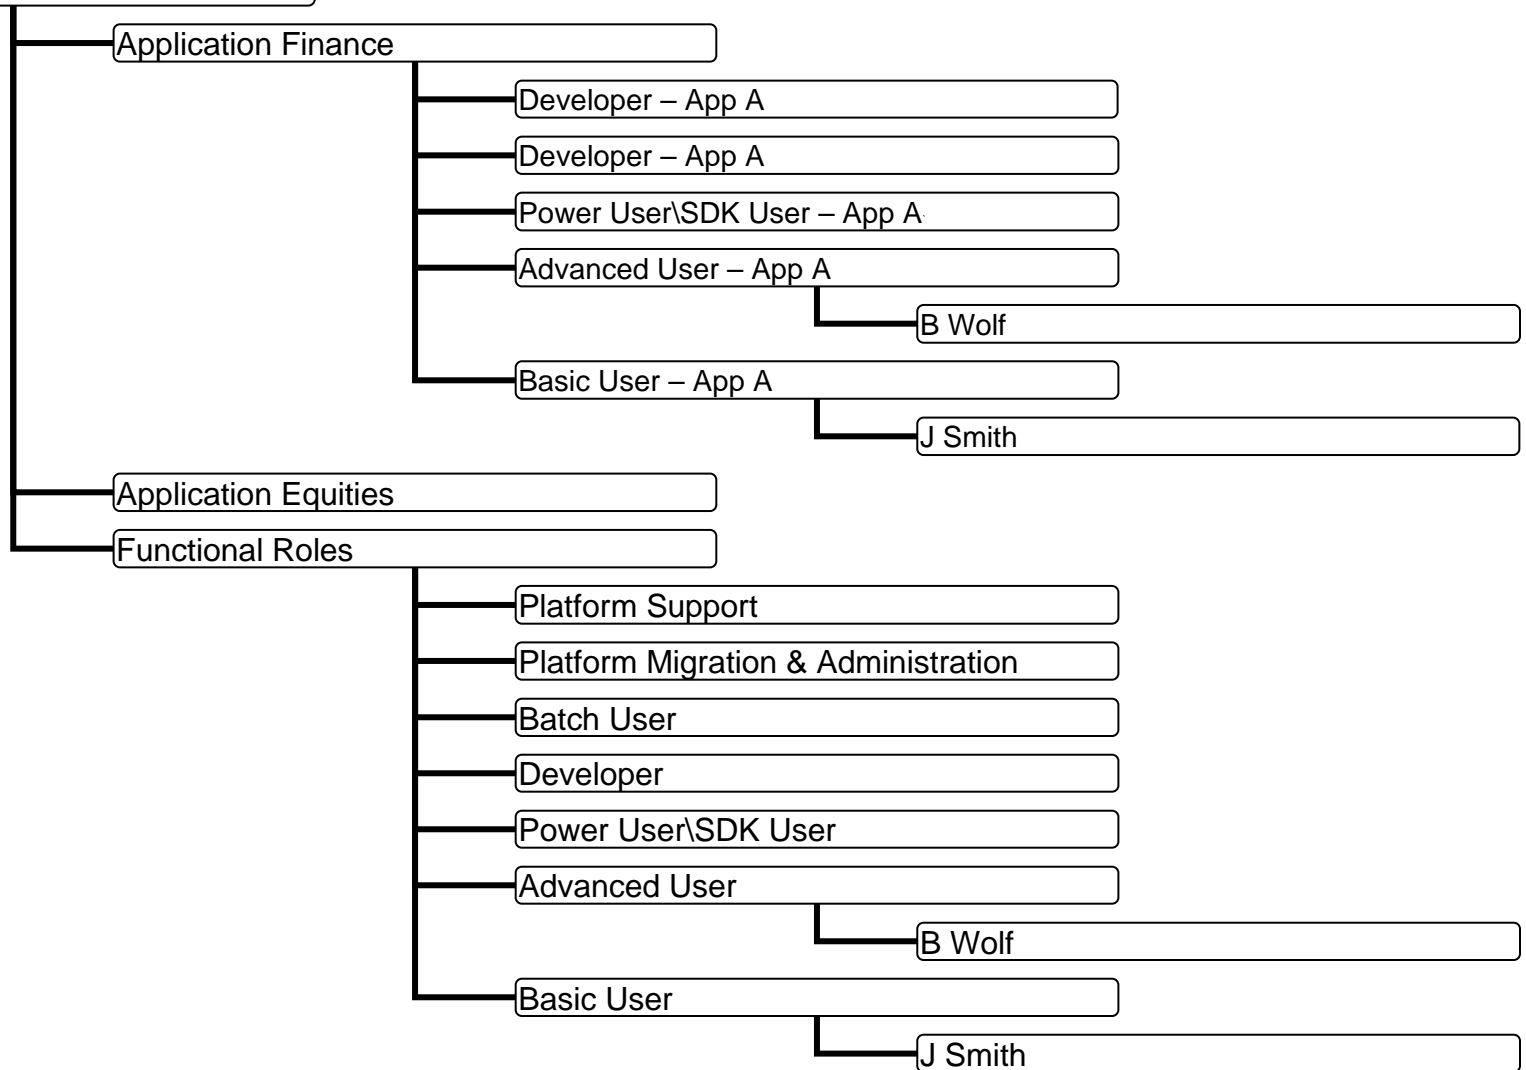 Application Finance
Developer – App A
Developer – App A
Power User\SDK User – App A
Advanced User – App A
B Wolf
Basic User – App A
J Smith
Application Equities
Functional Roles
Platform Support
Platform Migration & Administration
Batch User
Developer
Power User\SDK User
Advanced User
B Wolf
Basic User
J Smith